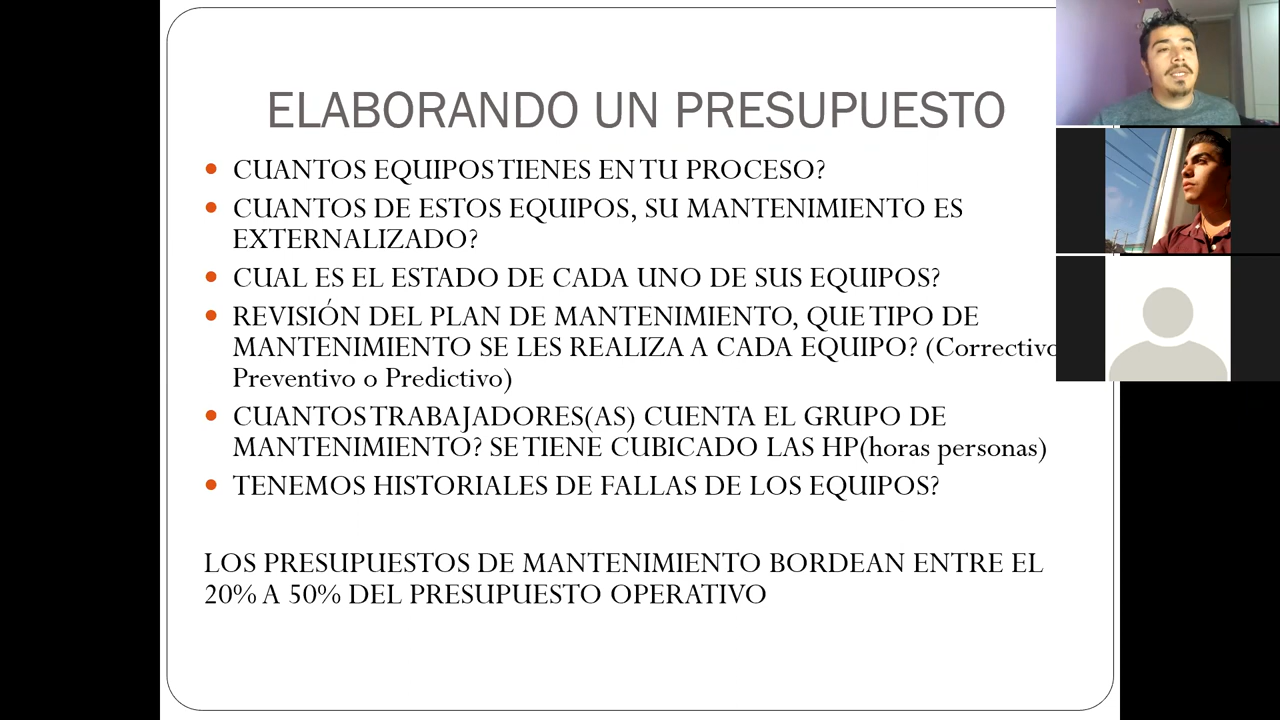 ELABORANDO UN PRESUPUESTO
CUANTOS EQUIPOS TIENES EN TU PROCESO?
CUANTOS DE ESTOS EQUIPOS, SU MANTENIMIENTO ES
EXTERNALIZADO?
CUAL ES EL ESTADO DE CADA UNO DE SUS EQUIPOS?
REVISIÓN DEL PLAN DE MANTENIMIENTO, QUE TIPO DE
MANTENIMIENTO SE LES REALIZA A CADA EQUIPO? (Correctivo
Preventivo o Predictivo)
CUANTOS TRABAJADORES(AS) CUENTA EL GRUPO DE
MANTENIMIENTO? SE TIENE CUBICADO LAS HP(horas personas)
TENEMOS HISTORIALES DE FALLAS DE LOS EQUIPOS?
LOS PRESUPUESTOS DE MANTENIMIENTO BORDEAN ENTRE EL
20% A 50% DEL PRESUPUESTO OPERATIVO